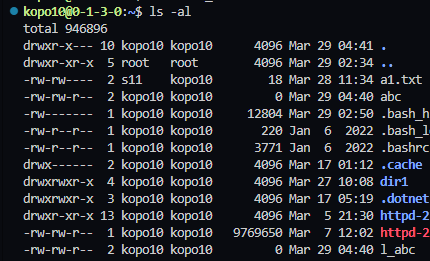 kopo10@0-1-3-0:~$ ls -al
total 946896
drwxr-x--- 10 kopo10 kopo10 4096 Mar 29 04:41 .
drwxr-xr-x 5 root root 4096 Mar 29 02:34 ..
-rw-rw---- 2 s11 kopo10 18 Mar 28 11:34 a1.txt
-rw-rw-r-- 2 kopo10 kopo10 0 Mar 29 04:40 abc
-rw------- 1 kopo10 kopo10 12804 Mar 29 02:50 .bash_h
-rw-r--r-- 1 kopo10 kopo10 220 Jan 6 2022 .bash_lo
-rw-r--r-- 1 kopo10 kopo10 3771 Jan 6 2022 .bashrc
drwx------ 2 kopo10 kopo10 4096 Mar 17 01:12 .cache
drwxrwxr-x 4 kopo10 kopo10 4096 Mar 27 10:08 dir1
drwxrwxr-x 3 kopo10 kopo10 4096 Mar 17 05:19 .dotnet
drwxr-xr-x 13 kopo10 kopo10 4096 Mar 5 21:30 httpd-2
-rw-rw-r-- 1 kopo10 kopo10 9769650 Mar 7 12:02 httpd-2
-rw-rw-r-- 2 kopo10 kopo10 0 Mar 29 04:40 l_abc